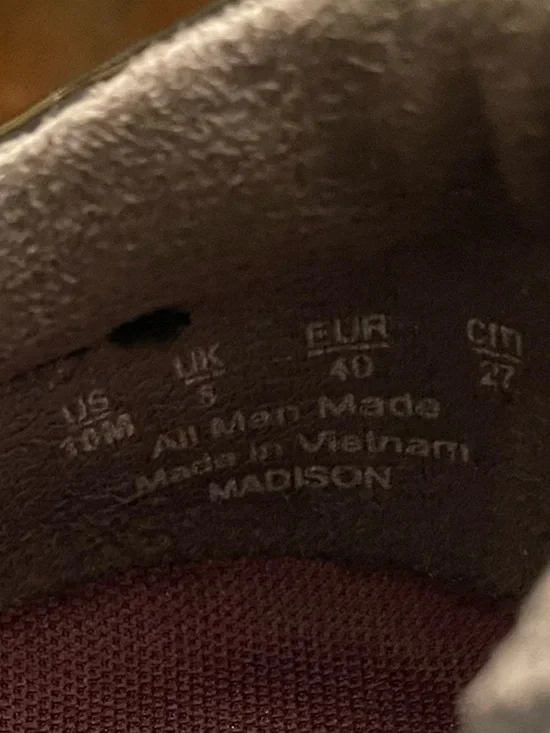 US UK EUR cm
10M 8 40 27
All Man Made
Made in Vietnam
MADISON